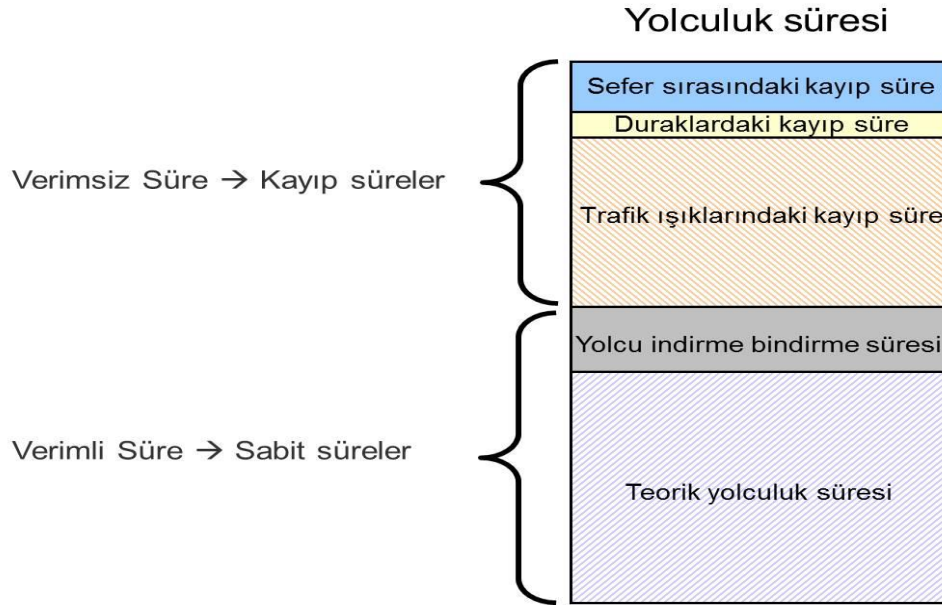 Yolculuk süresi
Sefer sırasındaki kayıp süre
Duraklardaki kayıp süre
Verimsiz Süre → Kayıp süreler
Trafik ışıklarındaki kayıp süre
Yolcu indirme bindirme süresi
Verimli Süre → Sabit süreler
Teorik yolculuk süresi